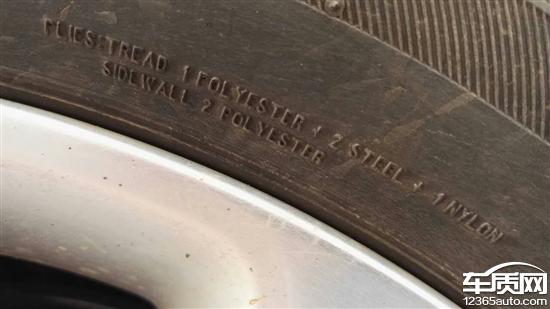 PLIES:TREAD 1 POLYESTER + 2 STEEL + 1 NYLON
SIDEWALL 2 POLYESTER
车质网
12365auto.com